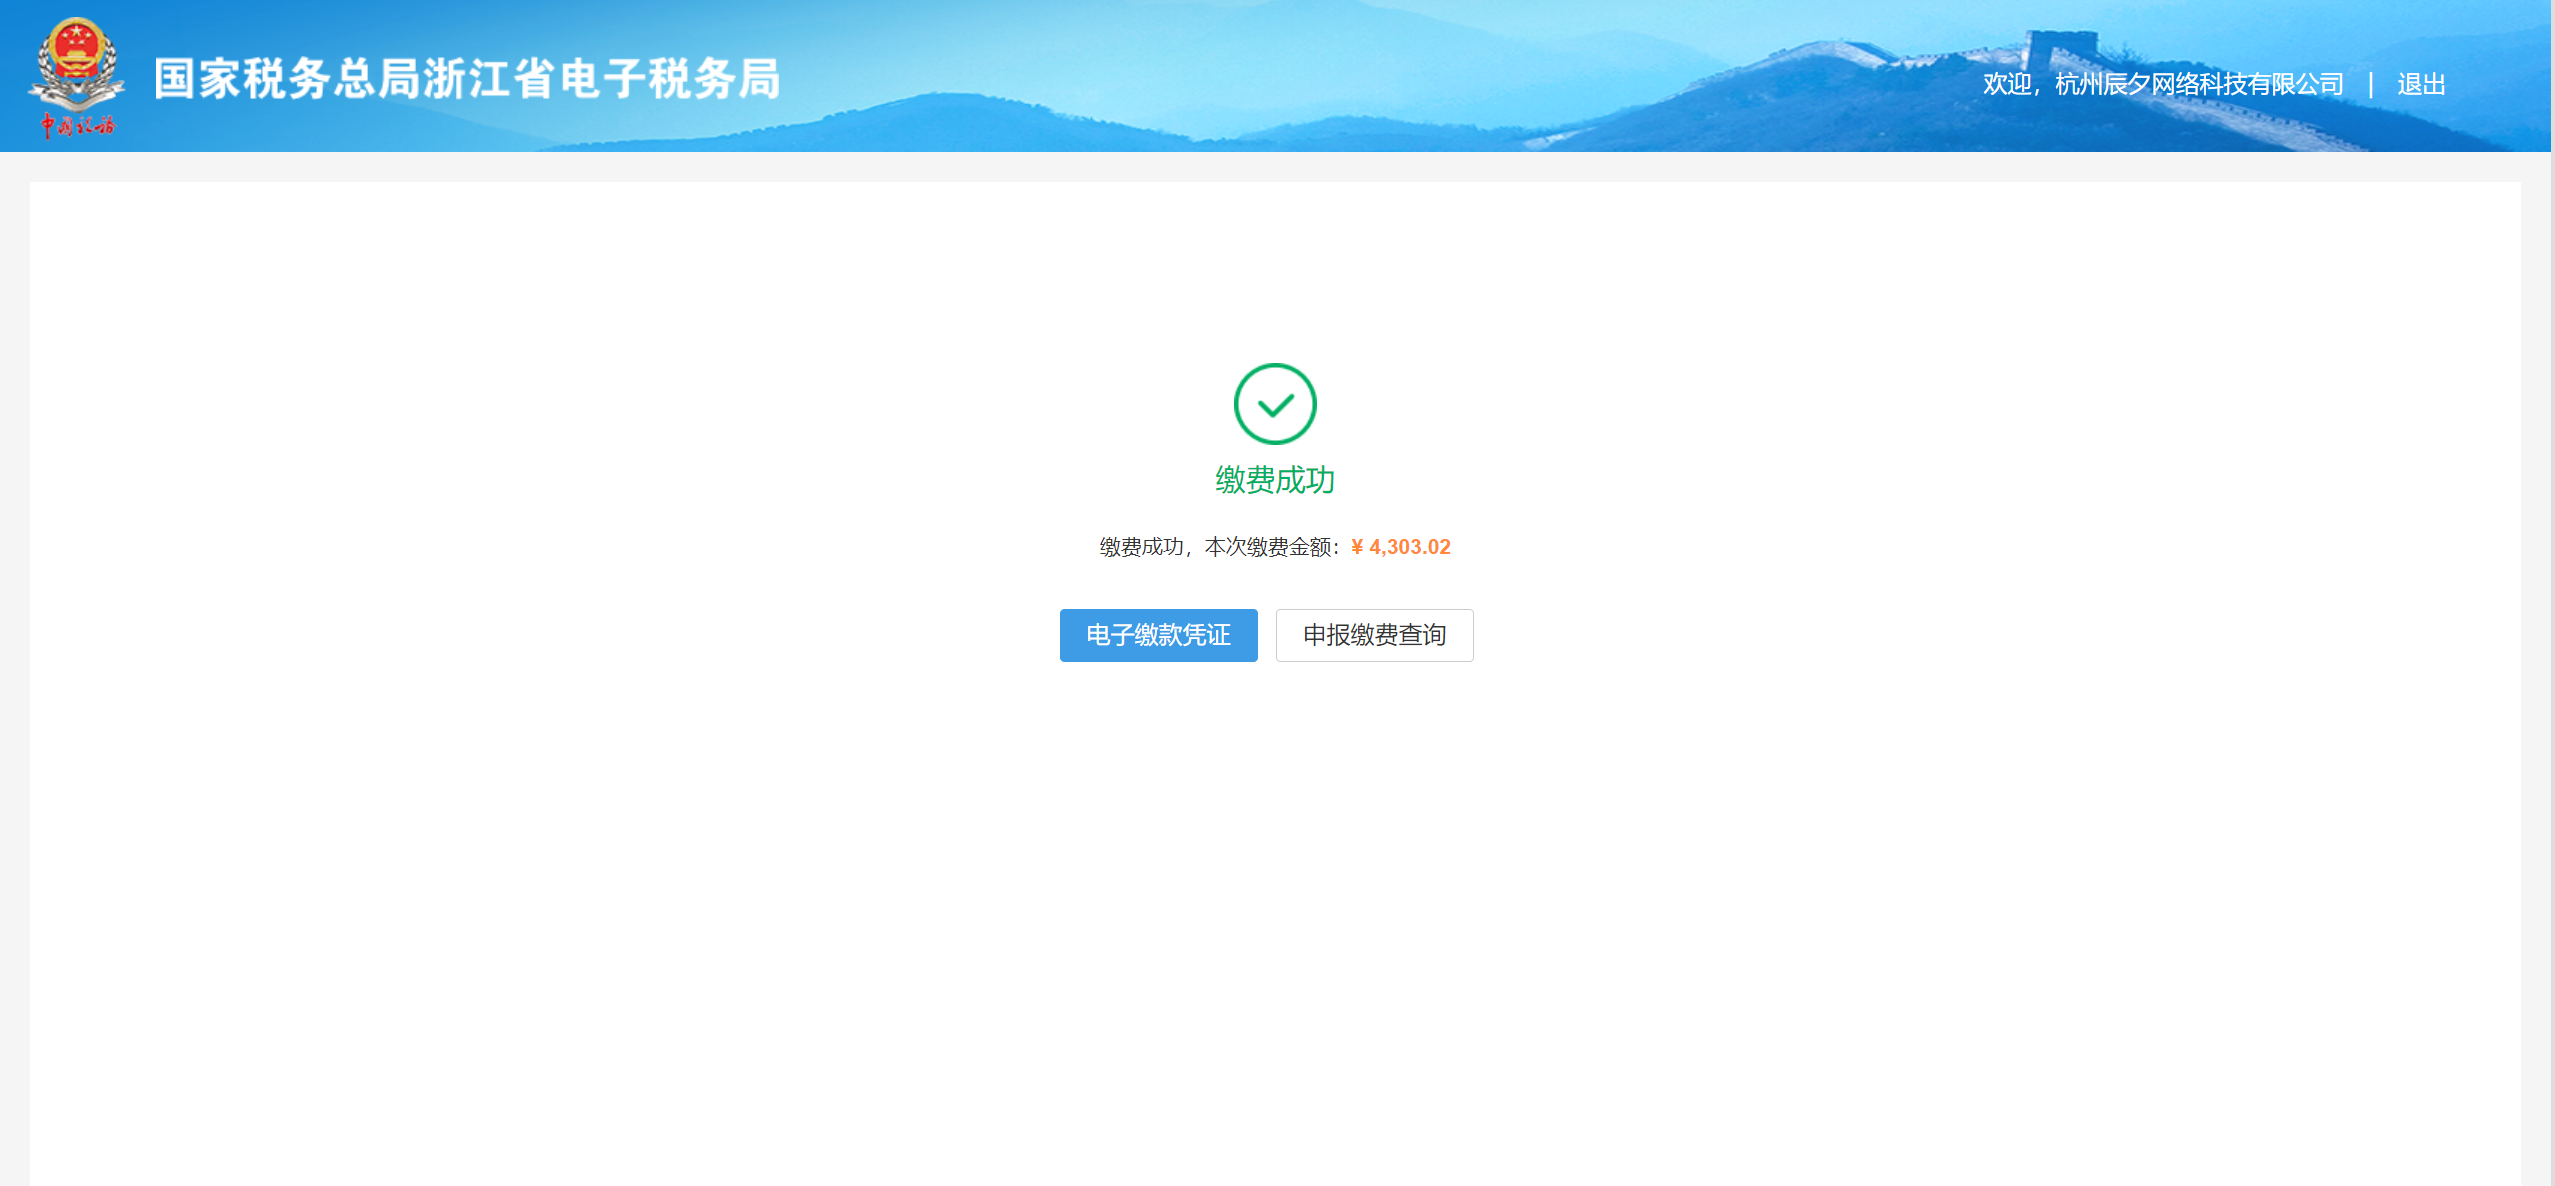 国家税务总局浙江省电子税务局
中国税务
欢迎，杭州辰夕网络科技有限公司 | 退出
缴费成功
缴费成功，本次缴费金额：¥ 4,303.02
电子缴款凭证
申报缴费查询